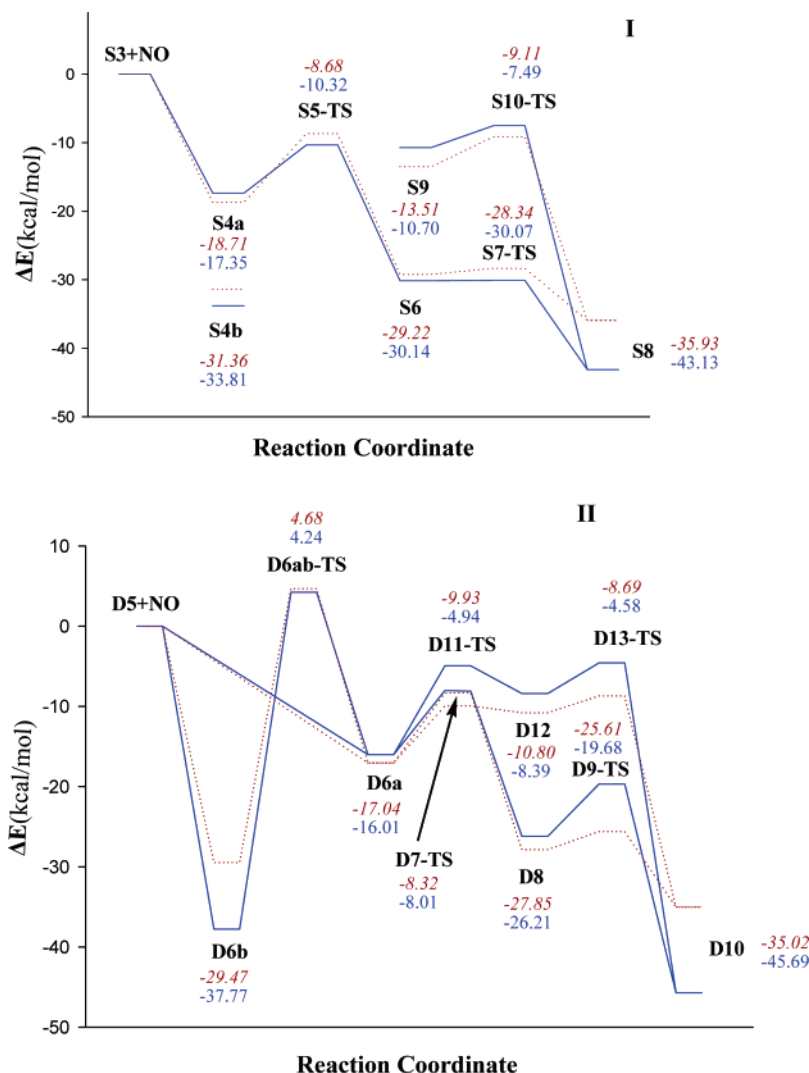 I
S3+NO
-8.68
-10.32
S5-TS
-9.11
-7.49
S10-TS
0
-10
-20
-30
-40
-50
ΔE(kcal/mol)
S4a
-18.71
-17.35
S4b
-31.36
-33.81
S9
-13.51
-10.70
-28.34
-30.07
S7-TS
S6
-29.22
-30.14
S8
-35.93
-43.13
Reaction Coordinate
II
4.68
4.24
D6ab-TS
D5+NO
-9.93
-4.94
D11-TS
-8.69
-4.58
D13-TS
10
0
-10
-20
-30
-40
-50
ΔE(kcal/mol)
D6a
-17.04
-16.01
D12
-10.80
-8.39
-25.61
-19.68
D9-TS
D7-TS
-8.32
-8.01
D8
-27.85
-26.21
D6b
-29.47
-37.77
D10
-35.02
-45.69
Reaction Coordinate